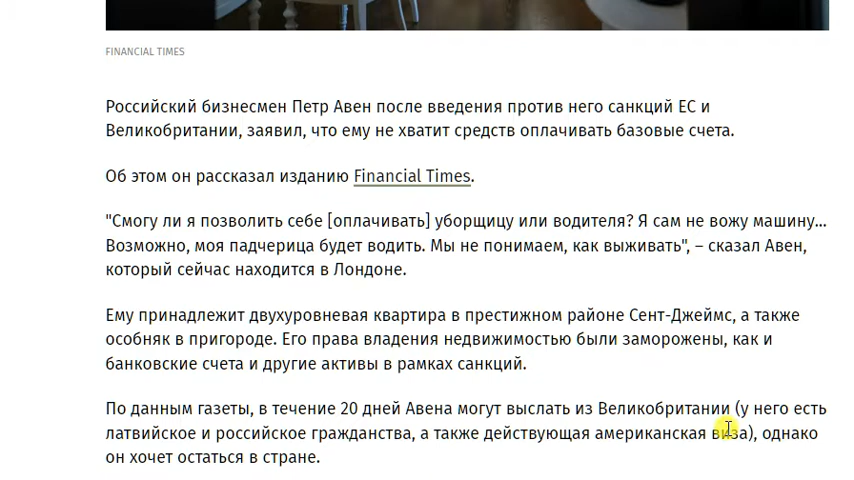 FINANCIAL TIMES
Российский бизнесмен Петр Авен после введения против него санкций ЕС и
Великобритании, заявил, что ему не хватит средств оплачивать базовые счета.
Об этом он рассказал изданию Financial Times.
"Смогу ли я позволить себе [оплачивать] уборщицу или водителя? Я сам не вожу машину...
Возможно, моя падчерица будет водить. Мы не понимаем, как выживать", – сказал Авен,
который сейчас находится в Лондоне.
Ему принадлежит двухуровневая квартира в престижном районе Сент-Джеймс, а также
особняк в пригороде. Его права владения недвижимостью были заморожены, как и
банковские счета и другие активы в рамках санкций.
По данным газеты, в течение 20 дней Авена могут выслать из Великобритании (у него есть
латвийское и российское гражданства, а также действующая американская виза), однако
он хочет остаться в стране.